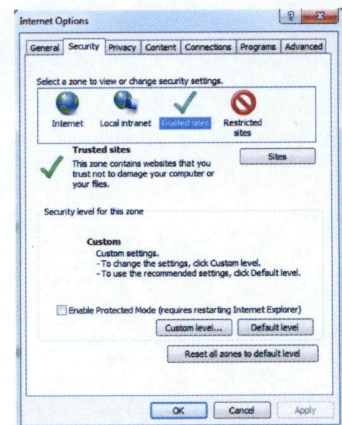 Internet Options
General Security Privacy Content Connections Programs Advanced
Select a zone to view or change security settings.
Internet Local intranet Trusted sites Restricted sites
Trusted sites
Sites
This zone contains websites that you
trust not to damage your computer or
your files.
Security level for this zone
Custom
Custom settings.
- To change the settings, click Custom level.
- To use the recommended settings, click Default level.
Enable Protected Mode (requires restarting Internet Explorer)
Custom level... Default level
Reset all zones to default level
OK Cancel Apply